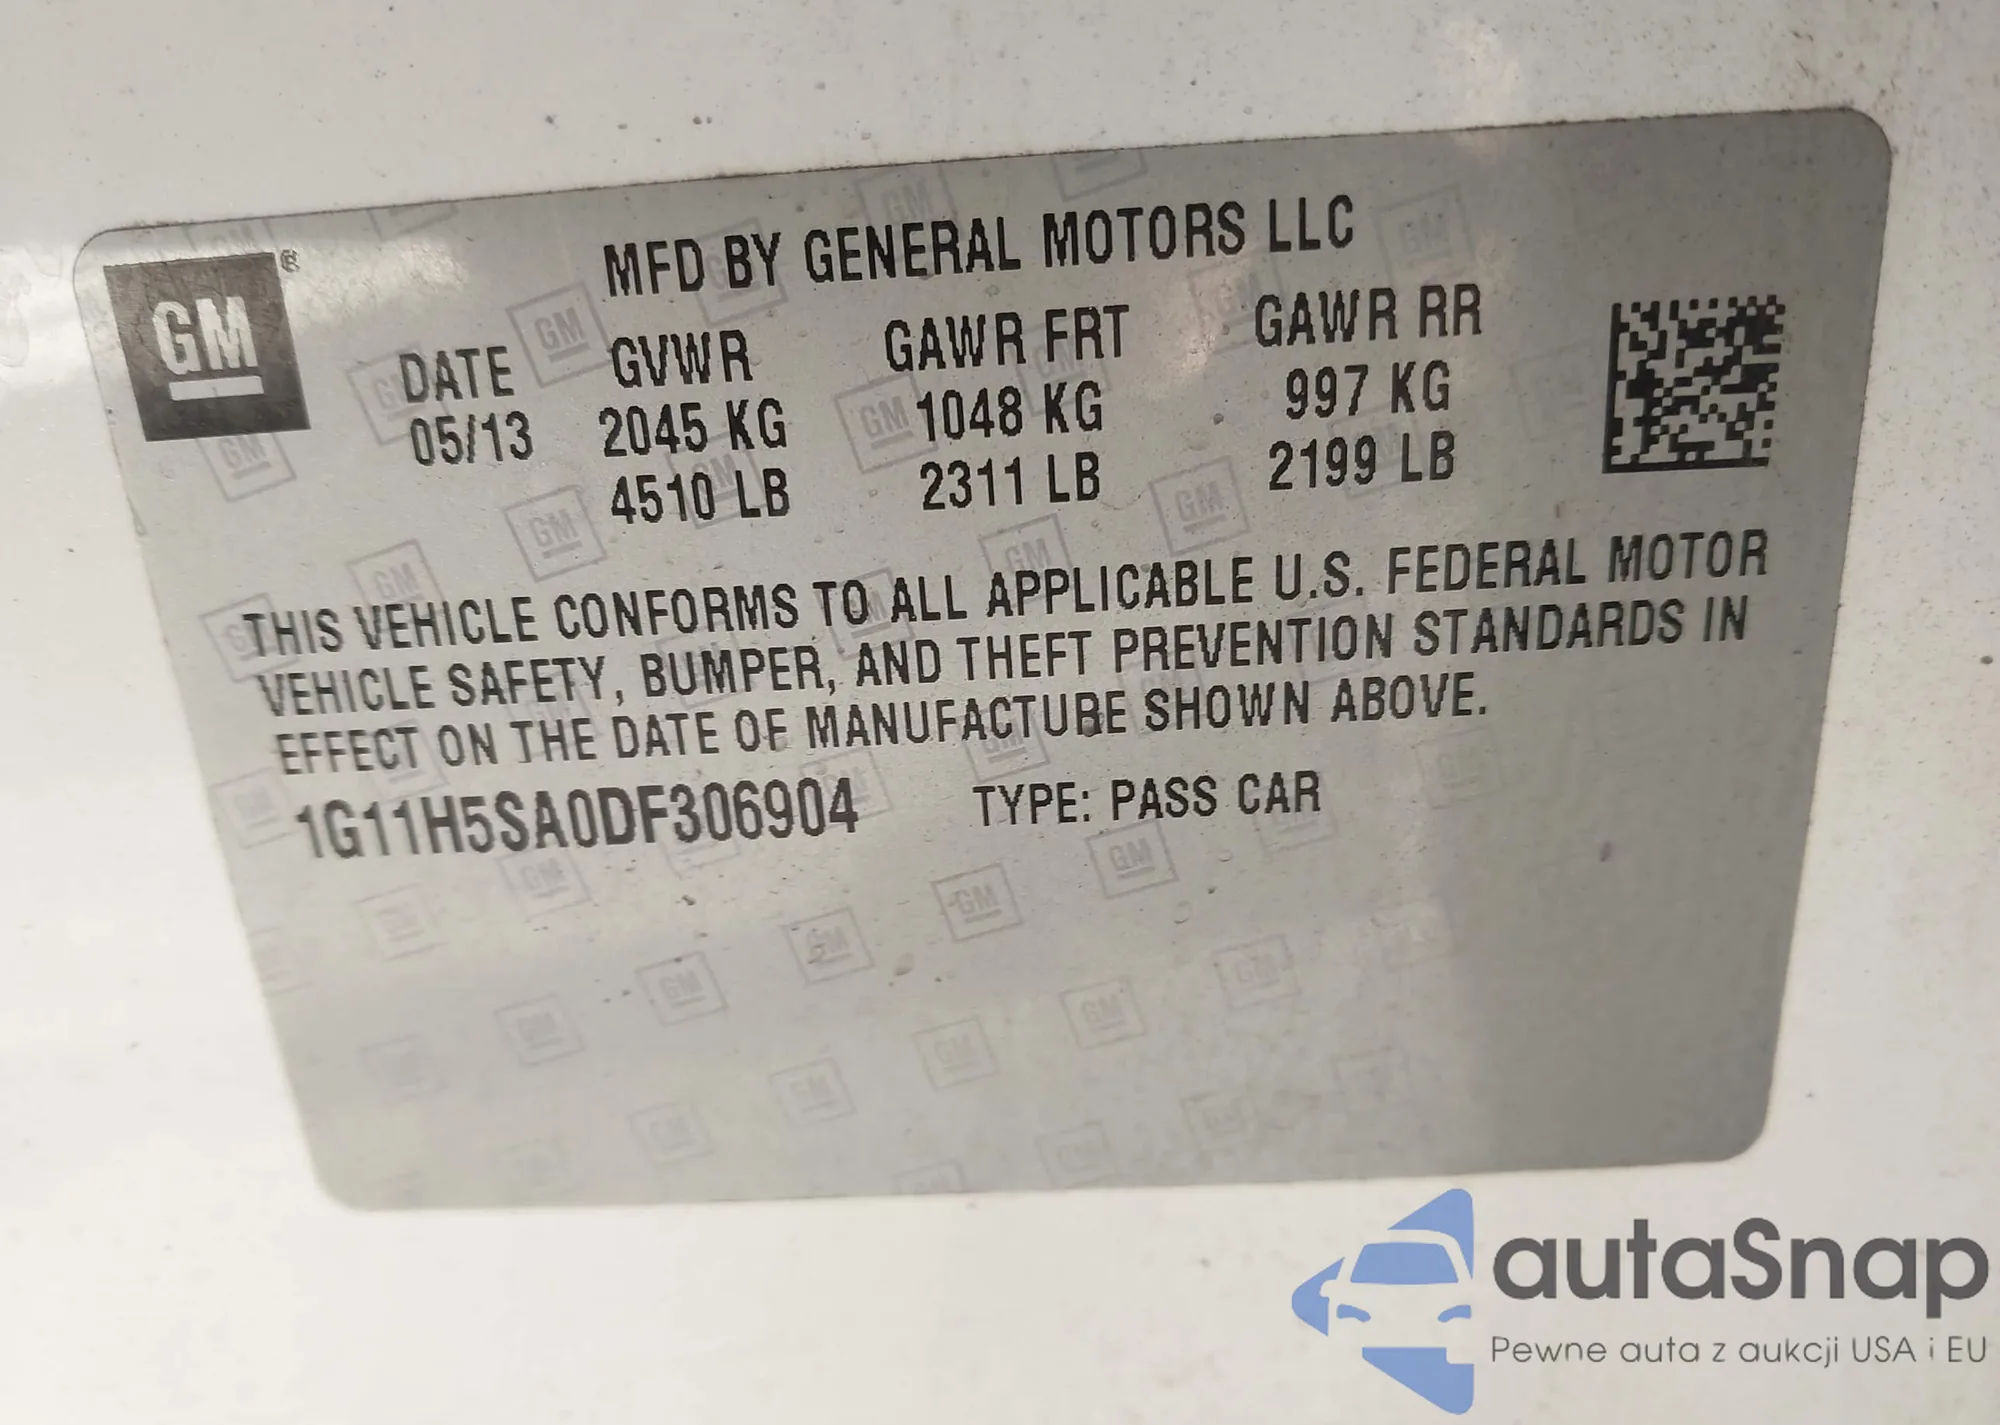 GM®
MFD BY GENERAL MOTORS LLC
DATE GVWR GAWR FRT GAWR RR
05/13 2045 KG 1048 KG 997 KG
4510 LB 2311 LB 2199 LB
THIS VEHICLE CONFORMS TO ALL APPLICABLE U.S. FEDERAL MOTOR
VEHICLE SAFETY, BUMPER, AND THEFT PREVENTION STANDARDS IN
EFFECT ON THE DATE OF MANUFACTURE SHOWN ABOVE.
1G11H5SA0DF306904 TYPE: PASS CAR
autaSnap
Pewne auta z aukcji USA i EU